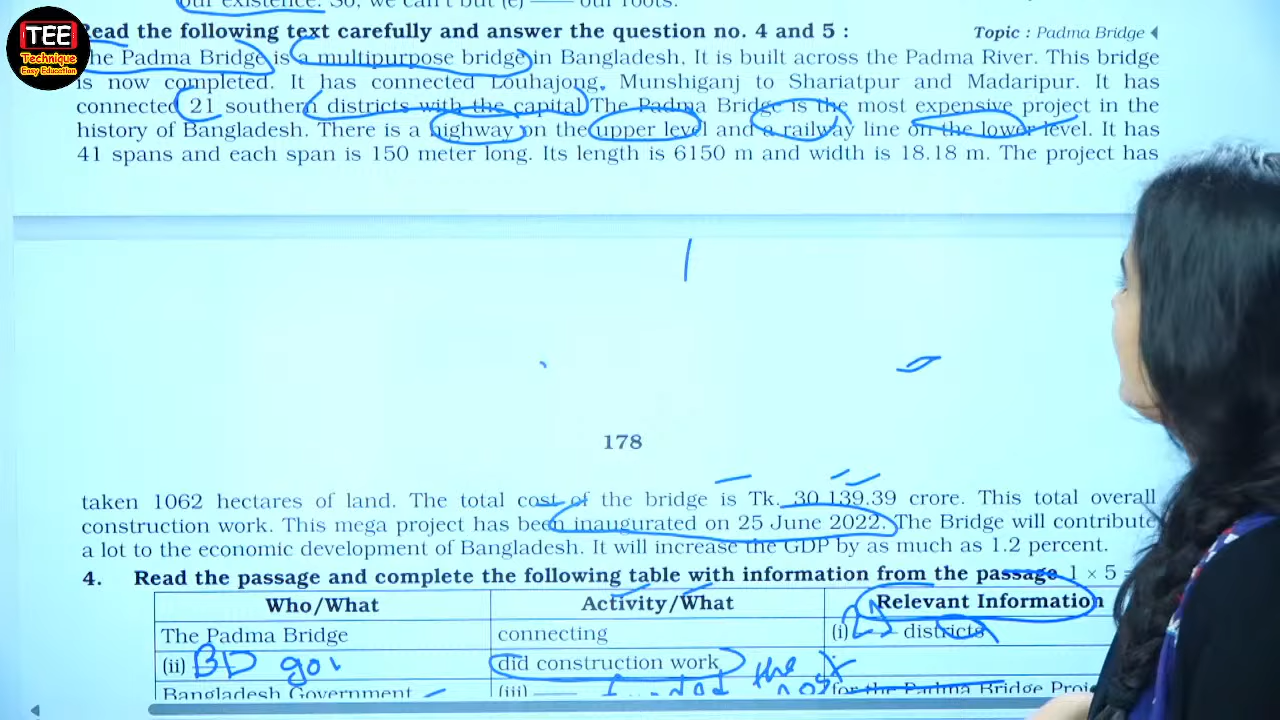 our existence. So, we can't but (e) —— our roots.
TEE
Technique
Easy Education
Read the following text carefully and answer the question no. 4 and 5 : Topic : Padma Bridge
The Padma Bridge is a multipurpose bridge in Bangladesh. It is built across the Padma River. This bridge
is now completed. It has connected Louhajong, Munshiganj to Shariatpur and Madaripur. It has
connected 21 southern districts with the capital. The Padma Bridge is the most expensive project in the
history of Bangladesh. There is a highway on the upper level and a railway line on the lower level. It has
41 spans and each span is 150 meter long. Its length is 6150 m and width is 18.18 m. The project has
178
taken 1062 hectares of land. The total cost of the bridge is Tk. 30 139.39 crore. This total overall
construction work. This mega project has been inaugurated on 25 June 2022. The Bridge will contribute
a lot to the economic development of Bangladesh. It will increase the GDP by as much as 1.2 percent.
4. Read the passage and complete the following table with information from the passage 1 × 5 =
Who/What Activity/What Relevant Information
The Padma Bridge connecting (i) 21 districts
(ii) BD gov did construction work the
Bangladesh Government (iii) —— for the Padma Bridge Proj